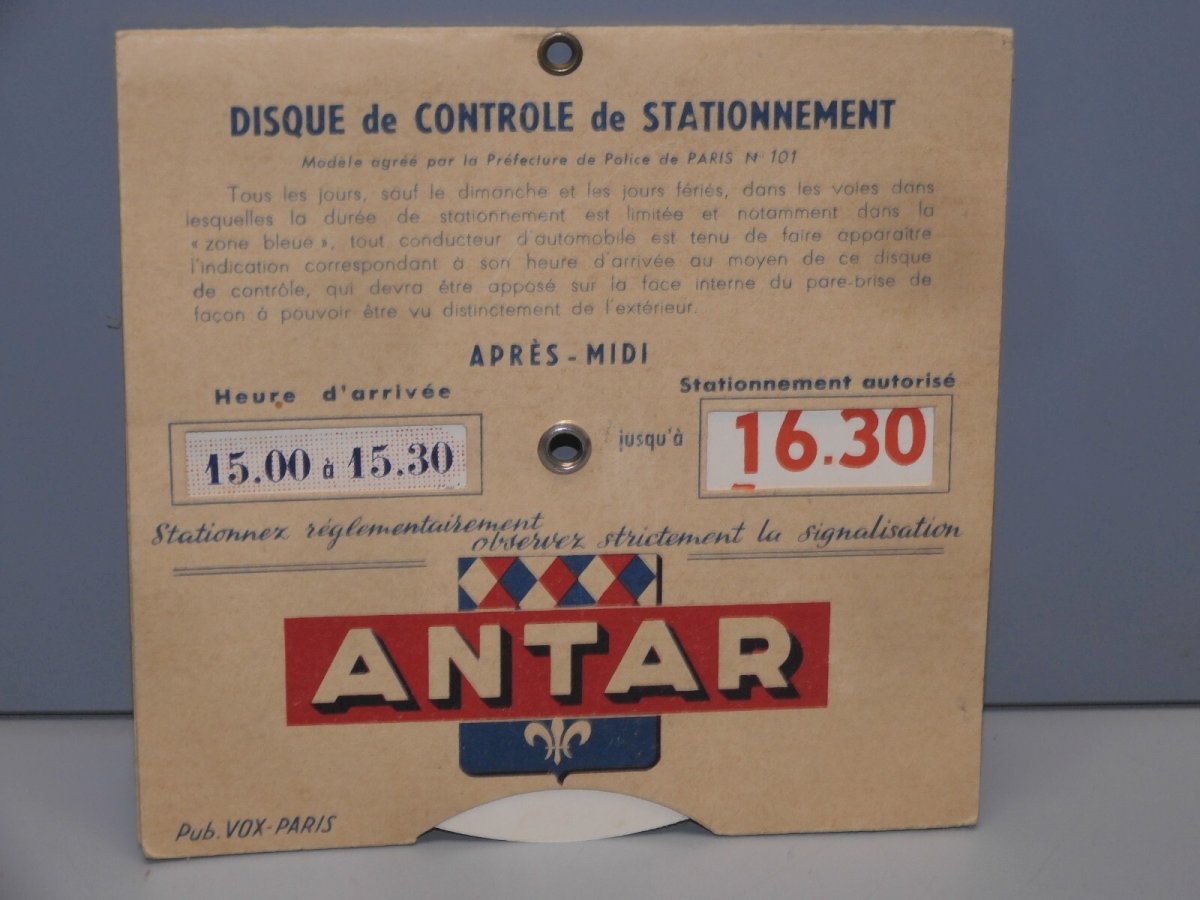 DISQUE de CONTROLE de STATIONNEMENT
Modèle agréé par la Préfecture de Police de PARIS N° 101
Tous les jours, sauf le dimanche et les jours fériés, dans les voies dans
lesquelles la durée de stationnement est limitée et notamment dans la
« zone bleue », tout conducteur d'automobile est tenu de faire apparaitre
l'indication correspondant à son heure d'arrivée au moyen de ce disque
de contrôle, qui devra être apposé sur la face interne du pare-brise de
façon à pouvoir être vu distinctement de l'extérieur.
APRÈS - MIDI
Heure d'arrivée
Stationnement autorisé
15.00 à 15.30
jusqu'à
16.30
Stationnez réglementairement
observez strictement la signalisation
ANTAR
Pub. VOX-PARIS